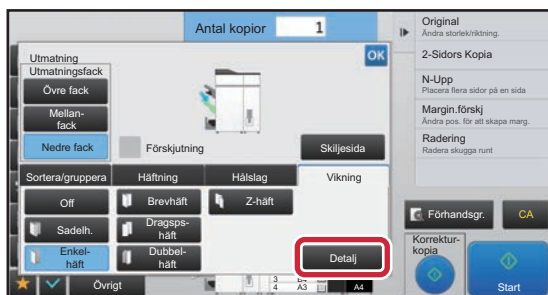 Antal kopior 1
OK
Utmatning
Utmatningsfack
Övre fack
Mellan-
fack
Nedre fack
Förskjutning
Skiljesida
Sortera/gruppera
Häftning
Hålslag
Vikning
Off
Brevhäft
Z-häft
Sadelh.
Dragsps-
häft
Enkel-
häft
Dubbel-
häft
Detalj
Övrigt
3
4 A3
A4
Original
Ändra storlek/riktning.
2-Sidors Kopia
N-Upp
Placera flera sidor på en sida
Margin.förskj
Ändra pos. för att skapa marg.
Radering
Radera skugga runt
Förhandsgr.
CA
Korrektur-
kopia
Start